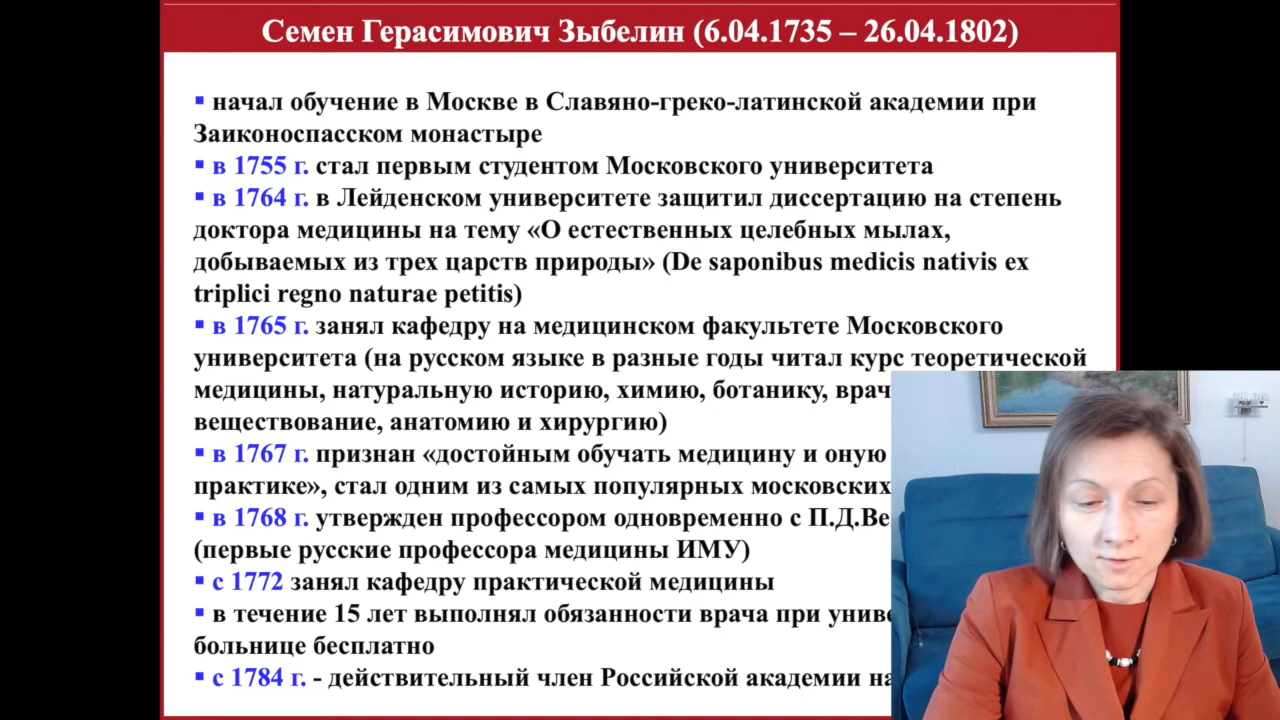 Семен Герасимович Зыбелин (6.04.1735 – 26.04.1802)
▪ начал обучение в Москве в Славяно-греко-латинской академии при
Заиконоспасском монастыре
▪ в 1755 г. стал первым студентом Московского университета
▪ в 1764 г. в Лейденском университете защитил диссертацию на степень
доктора медицины на тему «О естественных целебных мылах,
добываемых из трех царств природы» (De saponibus medicis nativis ex
triplici regno naturae petitis)
▪ в 1765 г. занял кафедру на медицинском факультете Московского
университета (на русском языке в разные годы читал курс теоретической
медицины, натуральную историю, химию, ботанику, врач
веществование, анатомию и хирургию)
▪ в 1767 г. признан «достойным обучать медицину и оную
практике», стал одним из самых популярных московских
▪ в 1768 г. утвержден профессором одновременно с П.Д.Ве
(первые русские профессора медицины ИМУ)
▪ с 1772 занял кафедру практической медицины
▪ в течение 15 лет выполнял обязанности врача при униве
больнице бесплатно
▪ с 1784 г. - действительный член Российской академии на